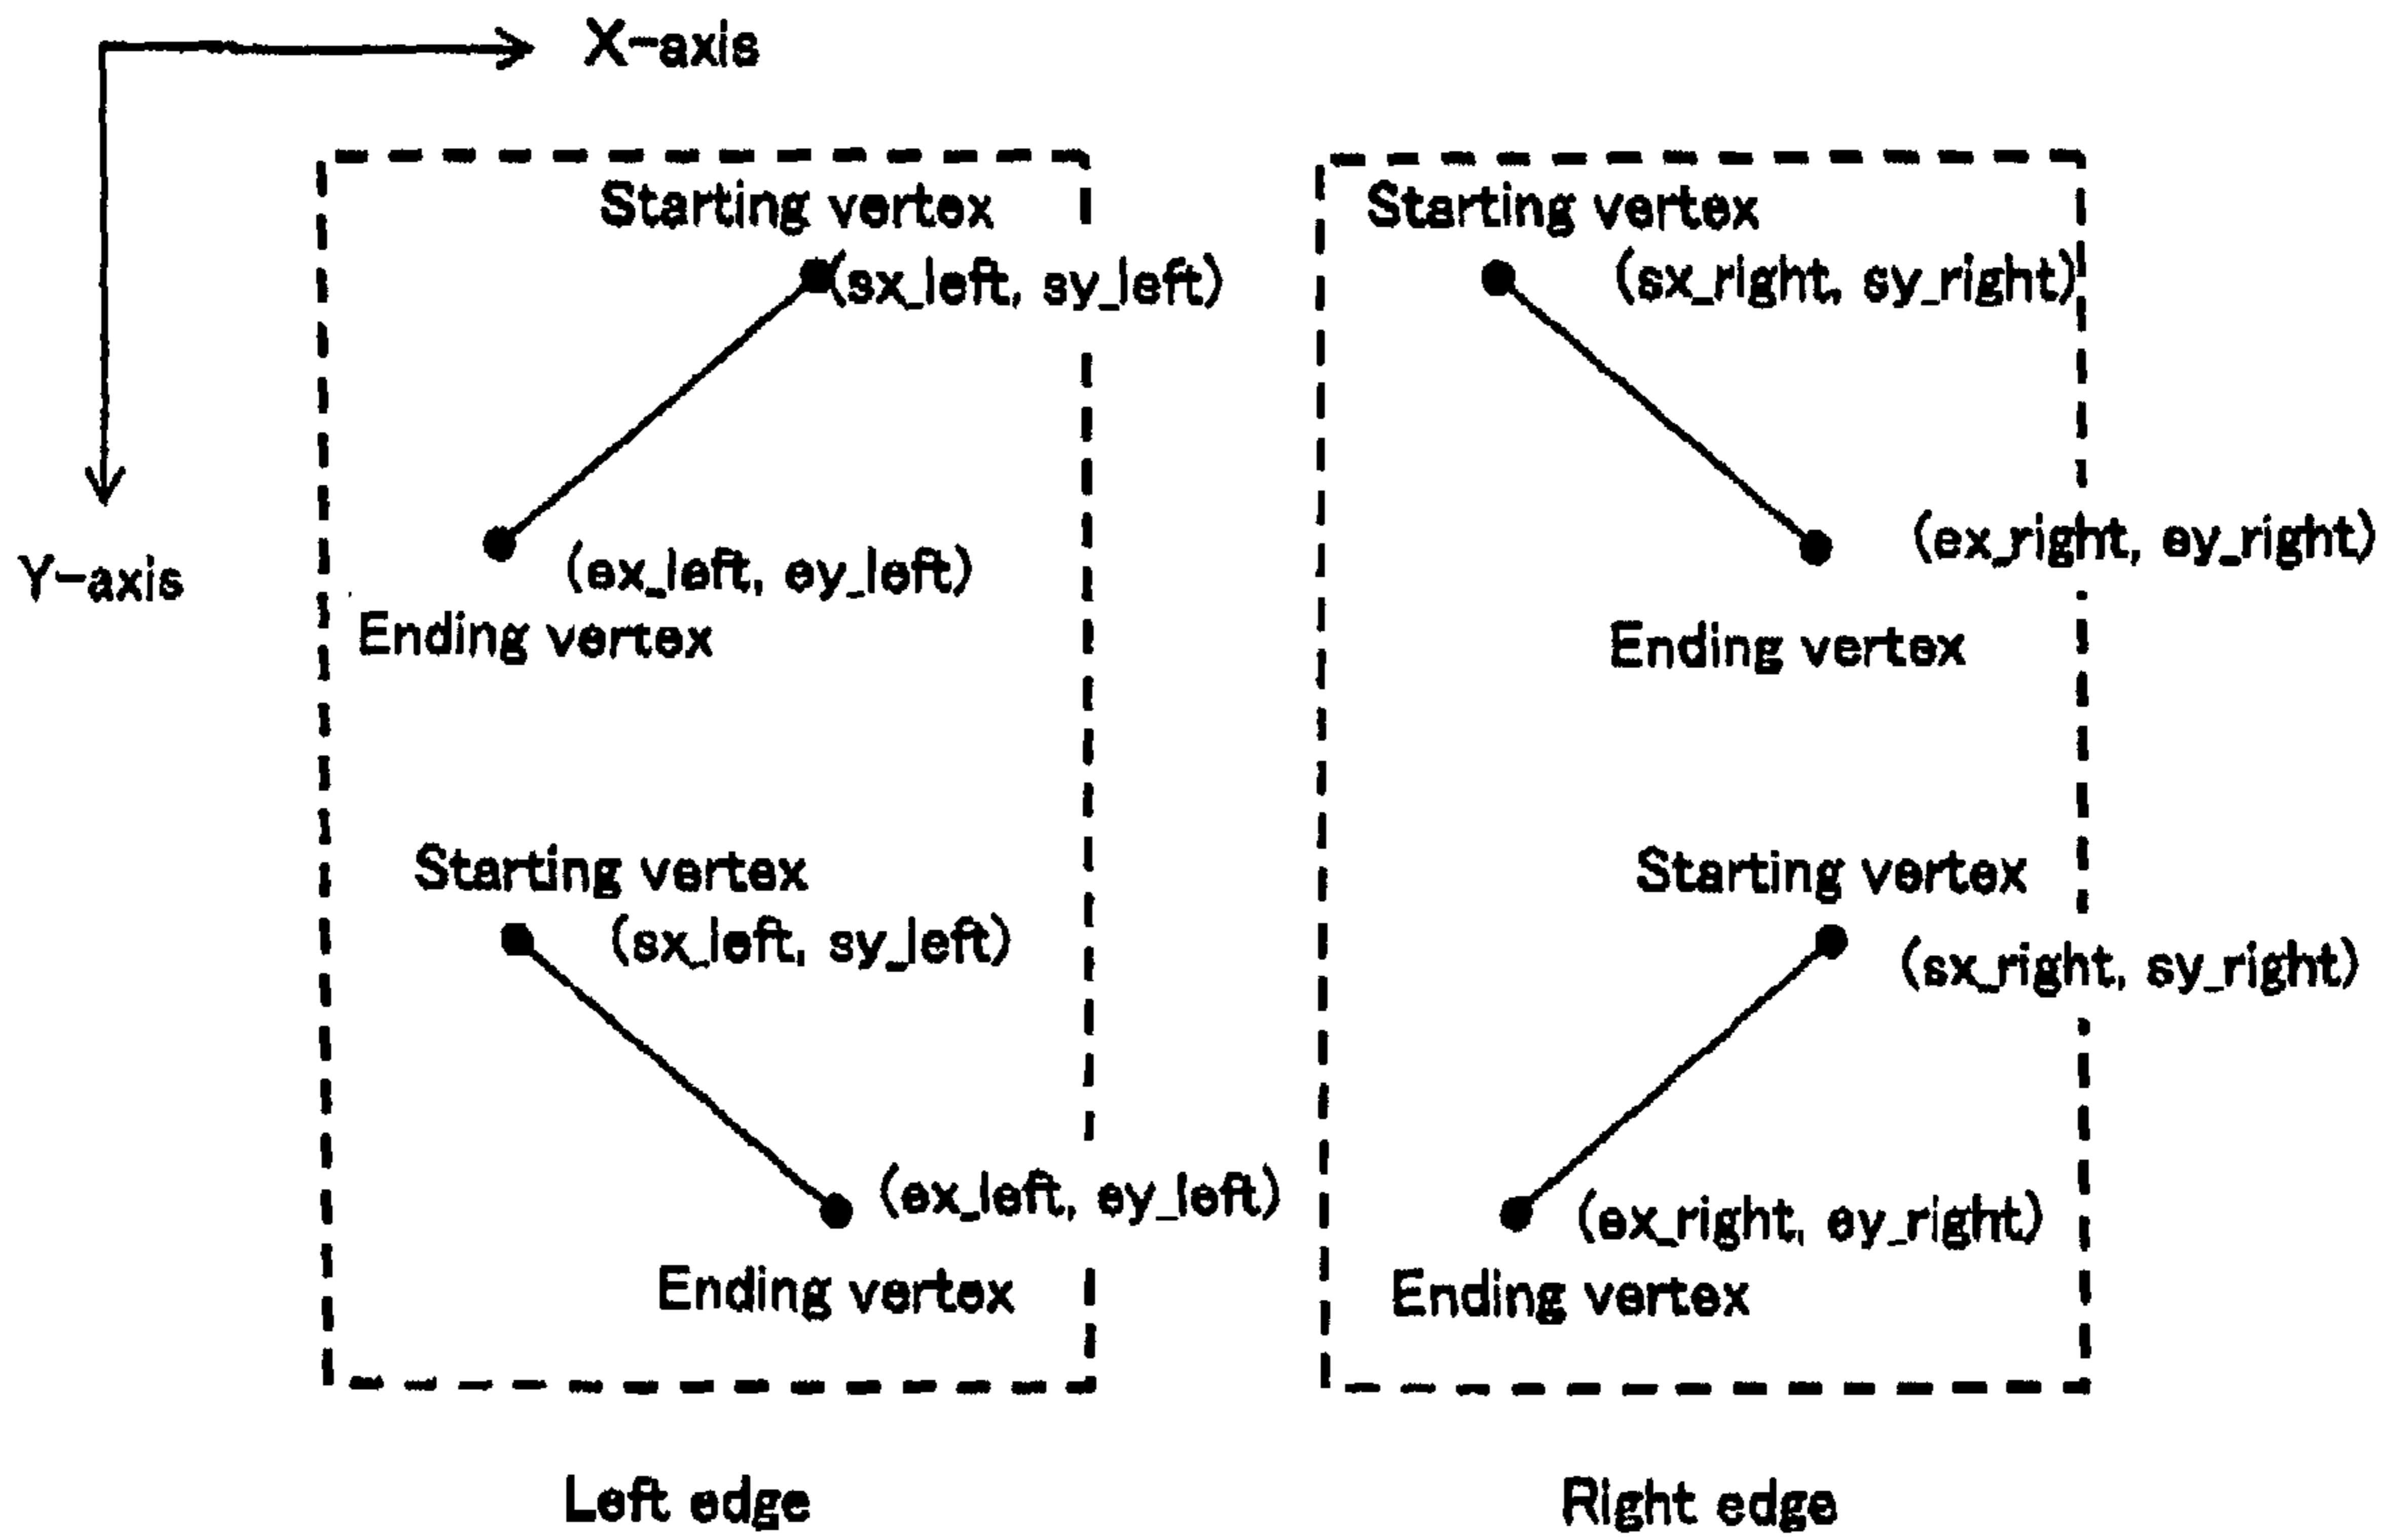 X-axis
Y-axis
Starting vertex
(sx_left, sy_left)
(ex_left, ey_left)
Ending vertex
Starting vertex
(sx_left, sy_left)
(ex_left, ey_left)
Ending vertex
Left edge
Starting vertex
(sx_right, sy_right)
(ex_right, ey_right)
Ending vertex
Starting vertex
(sx_right, sy_right)
(ex_right, ey_right)
Ending vertex
Right edge